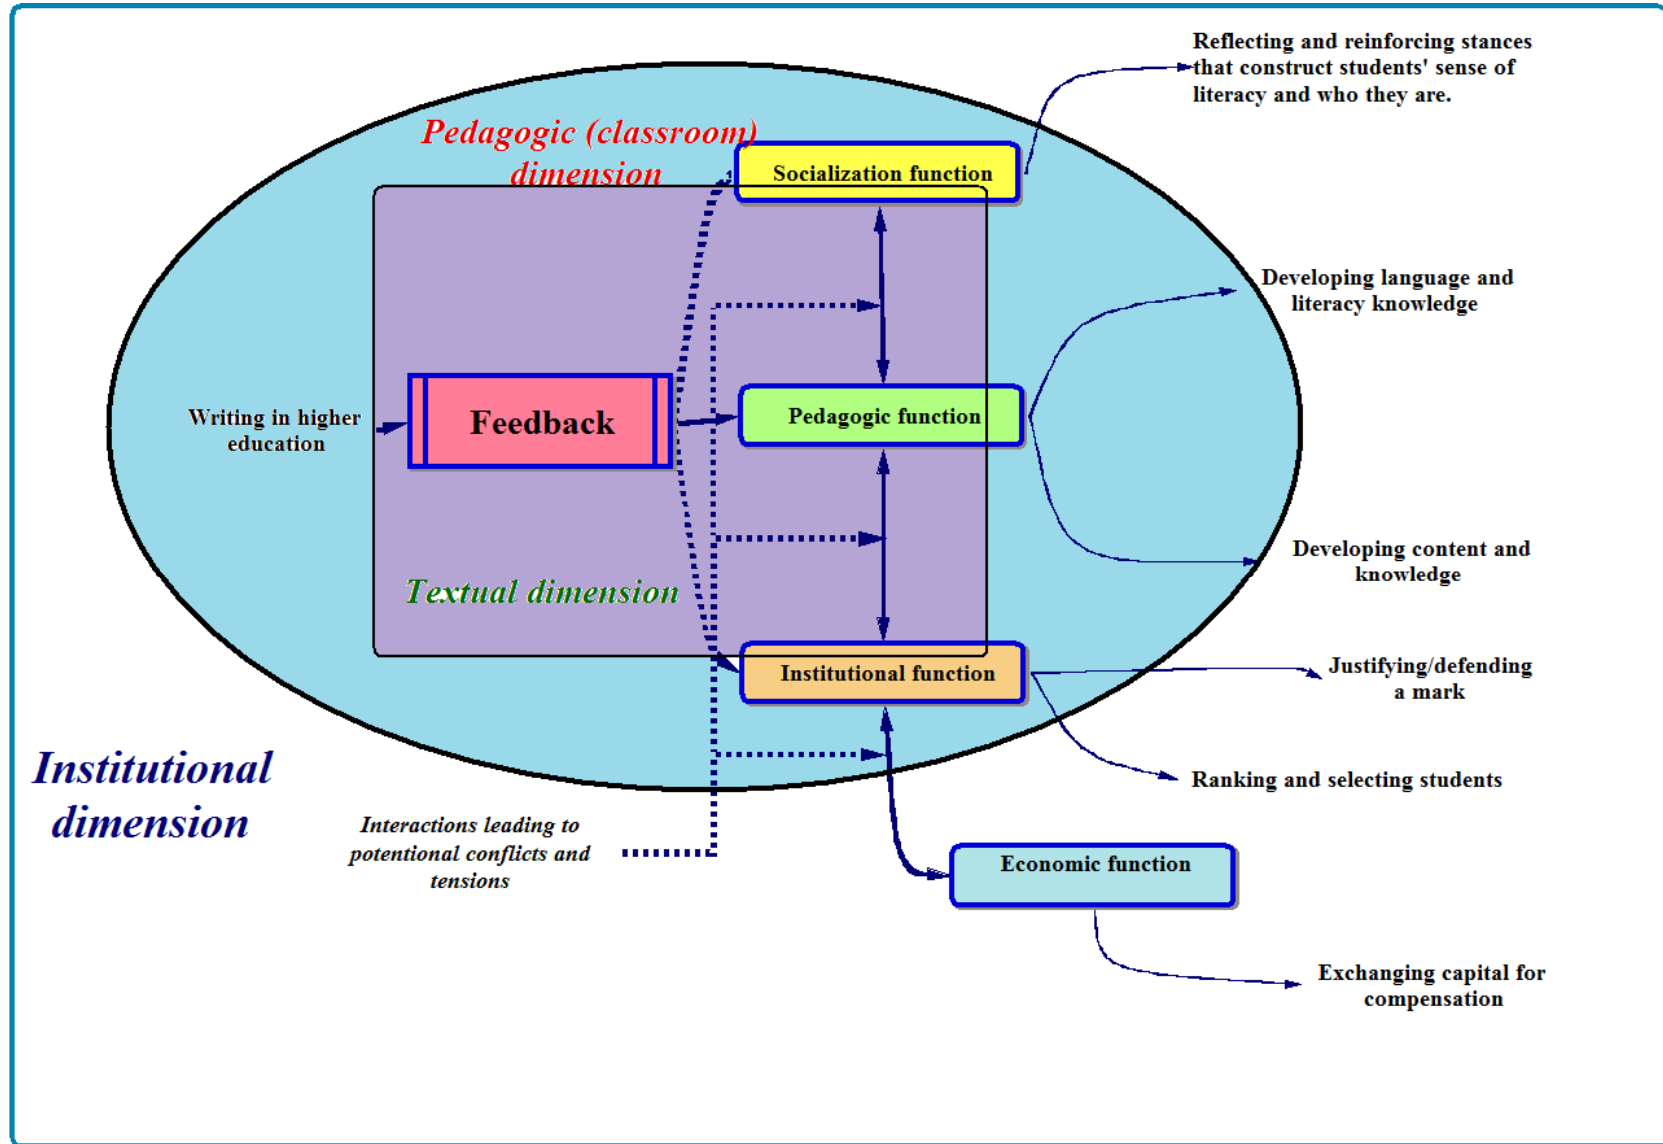 Reflecting and reinforcing stances
that construct students' sense of
literacy and who they are.
Pedagogic (classroom)
dimension
Socialization function
Developing language and
literacy knowledge
Writing in higher
education
Feedback
Pedagogic function
Developing content and
knowledge
Textual dimension
Institutional function
Justifying/defending
a mark
Institutional
dimension
Ranking and selecting students
Interactions leading to
potentional conflicts and
tensions
Economic function
Exchanging capital for
compensation